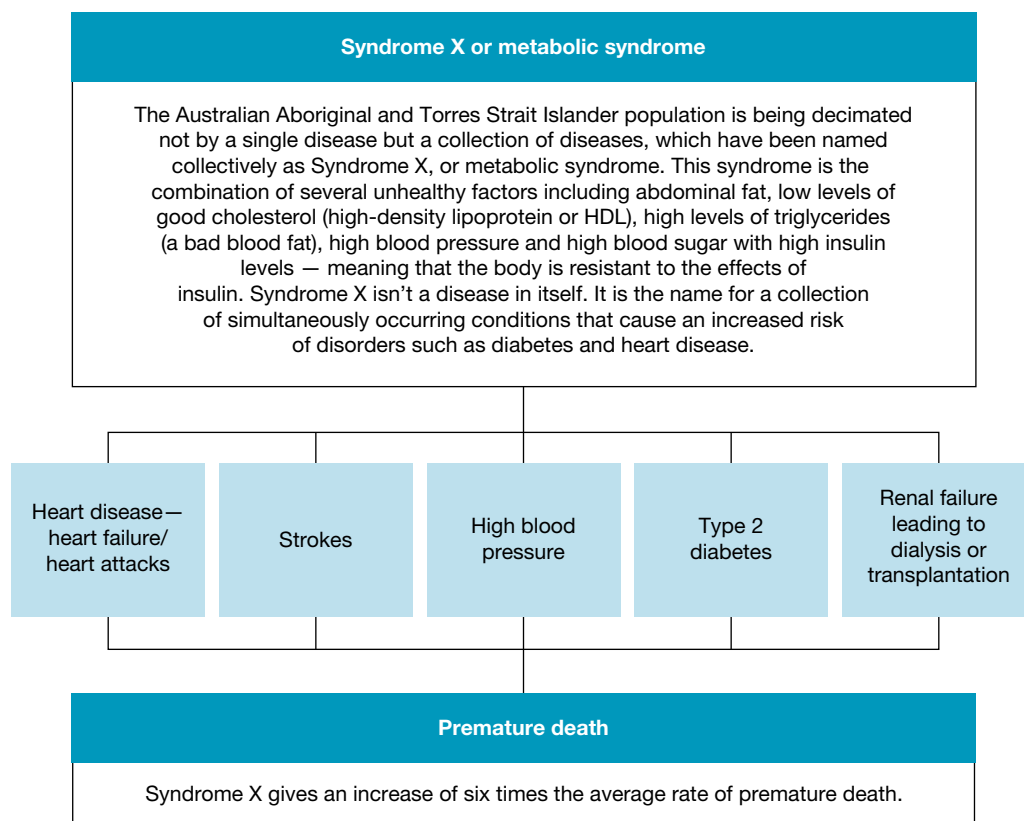 Syndrome X or metabolic syndrome
The Australian Aboriginal and Torres Strait Islander population is being decimated
not by a single disease but a collection of diseases, which have been named
collectively as Syndrome X, or metabolic syndrome. This syndrome is the
combination of several unhealthy factors including abdominal fat, low levels of
good cholesterol (high-density lipoprotein or HDL), high levels of triglycerides
(a bad blood fat), high blood pressure and high blood sugar with high insulin
levels — meaning that the body is resistant to the effects of
insulin. Syndrome X isn’t a disease in itself. It is the name for a collection
of simultaneously occurring conditions that cause an increased risk
of disorders such as diabetes and heart disease.
Heart disease—
heart failure/
heart attacks
Strokes
High blood
pressure
Type 2
diabetes
Renal failure
leading to
dialysis or
transplantation
Premature death
Syndrome X gives an increase of six times the average rate of premature death.